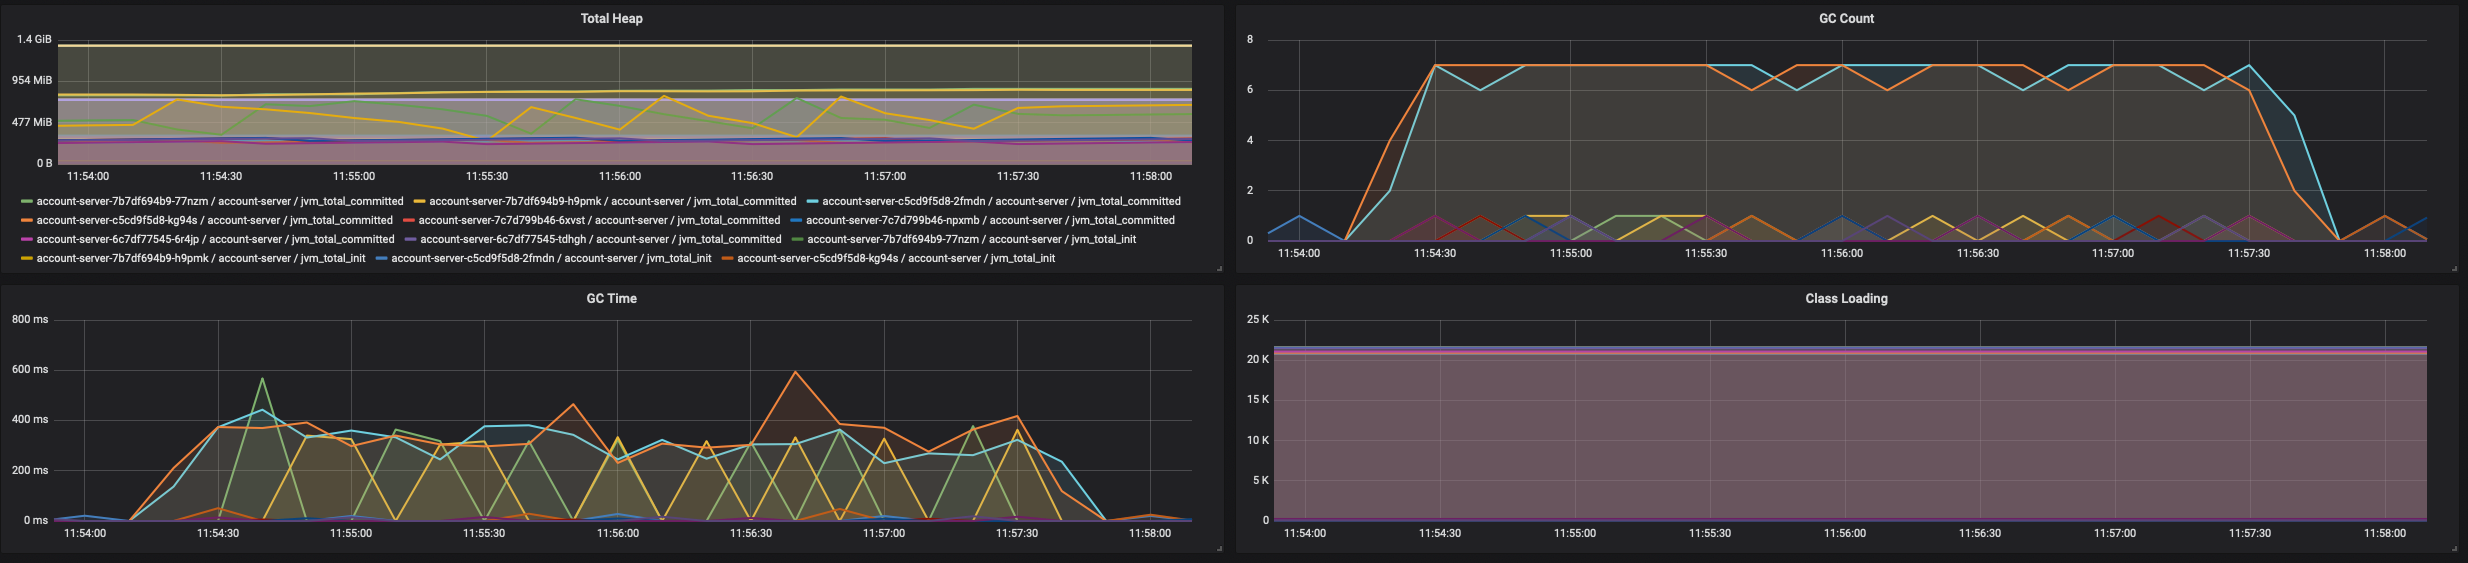 Total Heap
1.4 GiB
954 MiB
477 MiB
0 B
11:54:00 11:54:30 11:55:00 11:55:30 11:56:00 11:56:30 11:57:00 11:57:30 11:58:00
account-server-7b7df694b9-77nzm / account-server / jvm_total_committed account-server-7b7df694b9-h9pmk / account-server / jvm_total_committed account-server-c5cd9f5d8-2fmdn / account-server / jvm_total_committed
account-server-c5cd9f5d8-kg94s / account-server / jvm_total_committed account-server-7c7d799b46-6xvst / account-server / jvm_total_committed account-server-7c7d799b46-npxmb / account-server / jvm_total_committed
account-server-6c7df77545-6r4jp / account-server / jvm_total_committed account-server-6c7df77545-tdhgh / account-server / jvm_total_committed account-server-7b7df694b9-77nzm / account-server / jvm_total_init
account-server-7b7df694b9-h9pmk / account-server / jvm_total_init account-server-c5cd9f5d8-2fmdn / account-server / jvm_total_init account-server-c5cd9f5d8-kg94s / account-server / jvm_total_init
GC Count
8
6
4
2
0
11:54:00 11:54:30 11:55:00 11:55:30 11:56:00 11:56:30 11:57:00 11:57:30 11:58:00
GC Time
800 ms
600 ms
400 ms
200 ms
0 ms
11:54:00 11:54:30 11:55:00 11:55:30 11:56:00 11:56:30 11:57:00 11:57:30 11:58:00
Class Loading
25 K
20 K
15 K
10 K
5 K
0
11:54:00 11:54:30 11:55:00 11:55:30 11:56:00 11:56:30 11:57:00 11:57:30 11:58:00